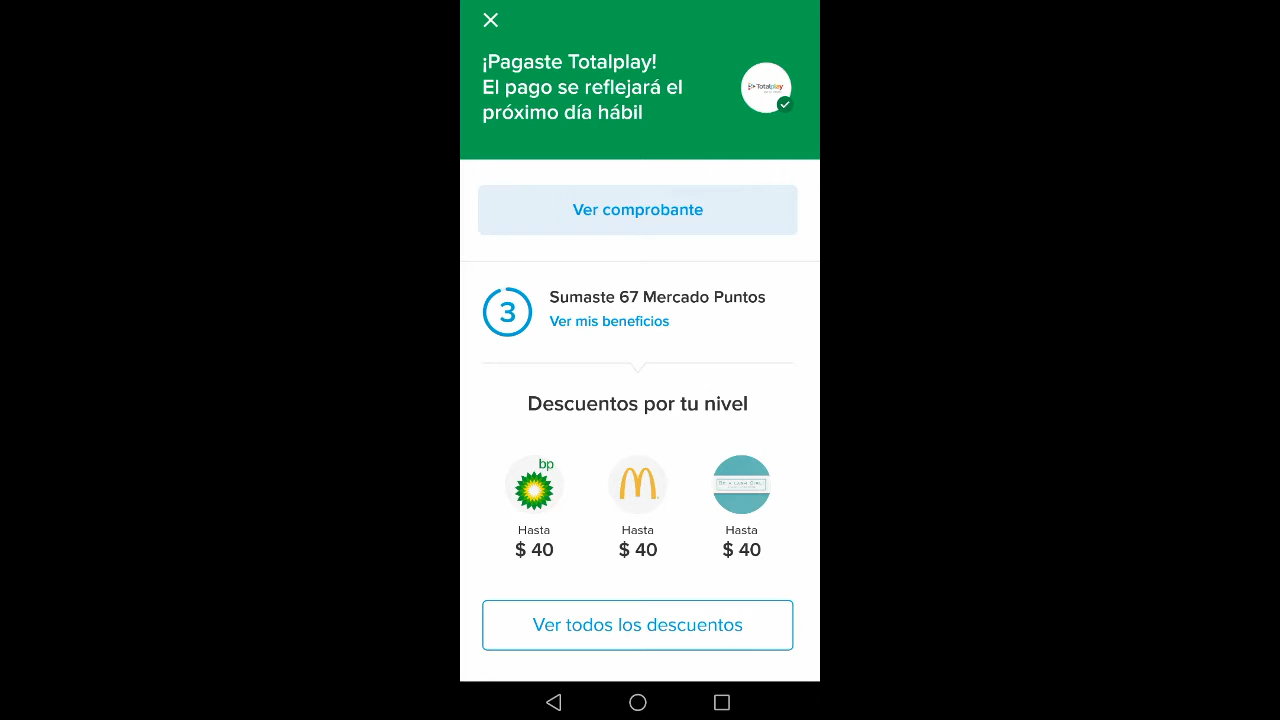 ¡Pagaste Totalplay!
El pago se reflejará el
próximo día hábil
Totalplay
Ver comprobante
3
Sumaste 67 Mercado Puntos
Ver mis beneficios
Descuentos por tu nivel
bp
Hasta
$ 40
Hasta
$ 40
Hasta
$ 40
Ver todos los descuentos